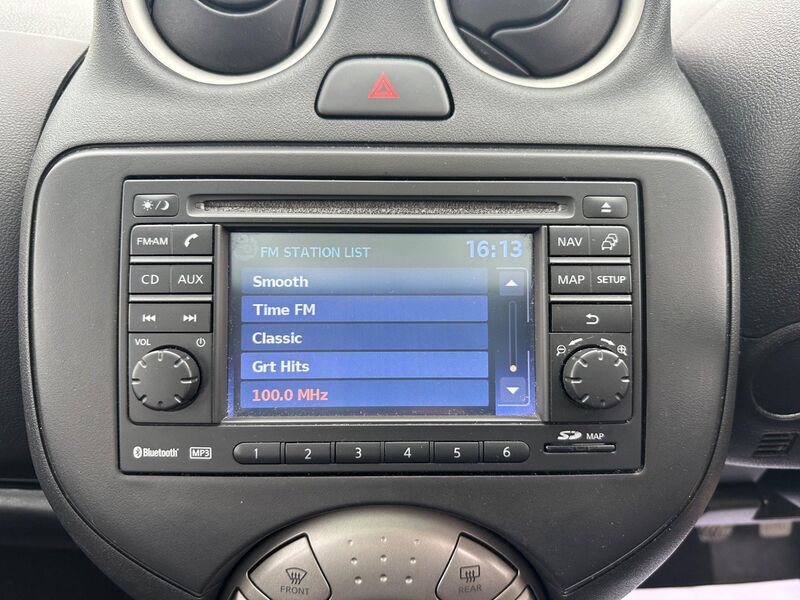 FM STATION LIST 16:13
Smooth
Time FM
Classic
Grt Hits
100.0 MHz
FM·AM
CD AUX
VOL
NAV
MAP SETUP
Bluetooth MP3
1 2 3 4 5 6
SD MAP
FRONT
REAR